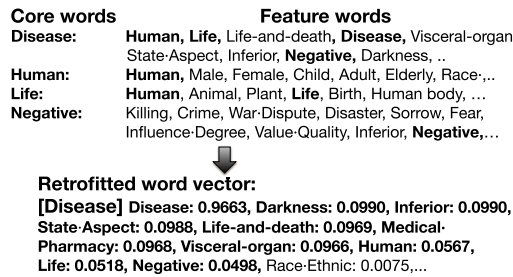 Core words Feature words
Disease: Human, Life, Life-and-death, Disease, Visceral-organ
State·Aspect, Inferior, Negative, Darkness, ..
Human: Human, Male, Female, Child, Adult, Elderly, Race·,..
Life: Human, Animal, Plant, Life, Birth, Human body, …
Negative: Killing, Crime, War·Dispute, Disaster, Sorrow, Fear,
Influence·Degree, Value·Quality, Inferior, Negative,…
Retrofitted word vector:
[Disease] Disease: 0.9663, Darkness: 0.0990, Inferior: 0.0990,
State·Aspect: 0.0988, Life-and-death: 0.0969, Medical·
Pharmacy: 0.0968, Visceral-organ: 0.0966, Human: 0.0567,
Life: 0.0518, Negative: 0.0498, Race·Ethnic: 0.0075,...